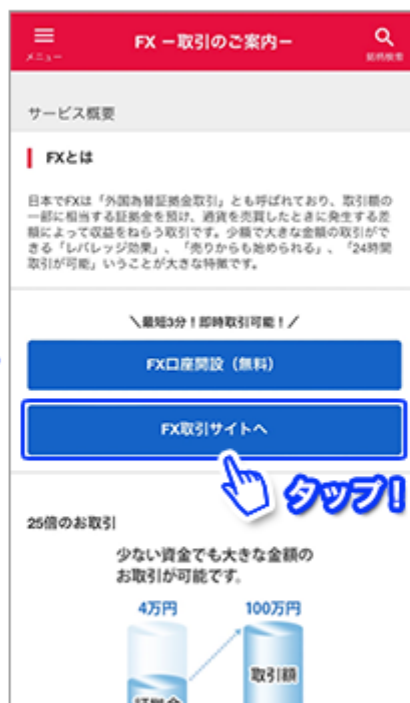 FX －取引のご案内－
メニュー
銘柄検索
サービス概要
FXとは
日本でFXは「外国為替証拠金取引」とも呼ばれており、取引額の
一部に相当する証拠金を預け、通貨を売買したときに発生する差
額によって収益をねらう取引です。少額で大きな金額の取引がで
きる「レバレッジ効果」、「売りからも始められる」、「24時間
取引が可能」いうことが大きな特徴です。
＼最短3分！即時取引可能！／
FX口座開設（無料）
FX取引サイトへ
タップ！
25倍のお取引
少ない資金でも大きな金額の
お取引が可能です。
4万円
100万円
取引額
証拠金